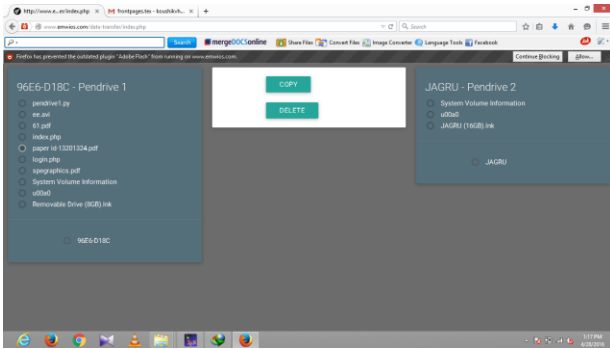 http://www.e...es/index.php
frontpages.tex - koushikvh...
www.emwios.com/data-transfer/index.php
Search
Search
mergeDOCSonline
Share Files
Convert Files
Image Converter
Language Tools
Facebook
Firefox has prevented the outdated plugin "Adobe Flash" from running on www.emwios.com.
Continue Blocking
Allow...
96E6-D18C - Pendrive 1
pendrive1.py
ee.avi
61.pdf
index.php
paper id-13201324.pdf
login.php
spegraphics.pdf
System Volume Information
u00a0
Removable Drive (8GB).lnk
96E6-D18C
COPY
DELETE
JAGRU - Pendrive 2
System Volume Information
u00a0
JAGRU (16GB).lnk
JAGRU
1:17 PM
4/28/2016